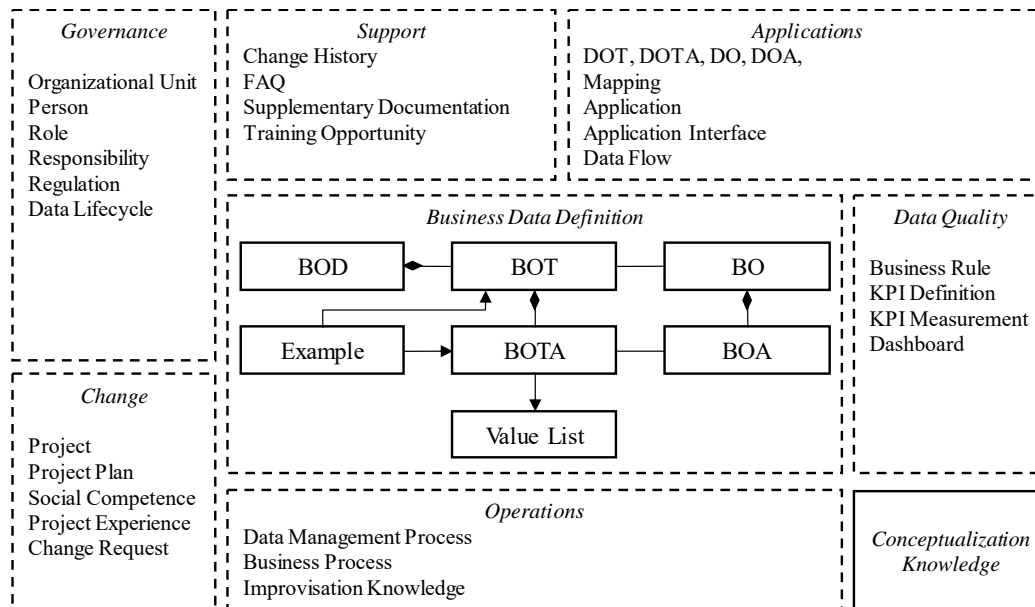 Governance
Organizational Unit
Person
Role
Responsibility
Regulation
Data Lifecycle
Support
Change History
FAQ
Supplementary Documentation
Training Opportunity
Applications
DOT, DOTA, DO, DOA,
Mapping
Application
Application Interface
Data Flow
Business Data Definition
BOD
BOT
BO
Example
BOTA
BOA
Value List
Data Quality
Business Rule
KPI Definition
KPI Measurement
Dashboard
Change
Project
Project Plan
Social Competence
Project Experience
Change Request
Operations
Data Management Process
Business Process
Improvisation Knowledge
Conceptualization
Knowledge